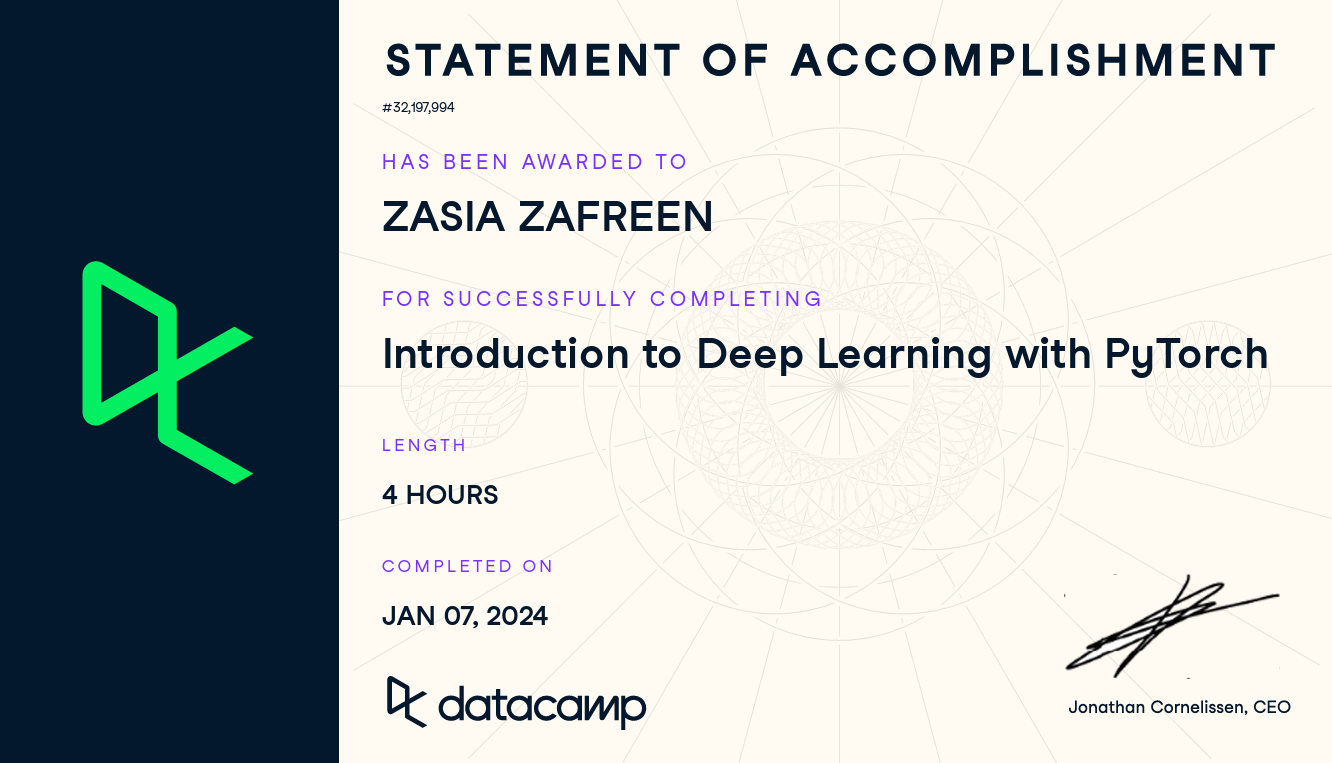 STATEMENT OF ACCOMPLISHMENT
#32,197,994
HAS BEEN AWARDED TO
ZASIA ZAFREEN
FOR SUCCESSFULLY COMPLETING
Introduction to Deep Learning with PyTorch
LENGTH
4 HOURS
COMPLETED ON
JAN 07, 2024
datacamp
Jonathan Cornelissen, CEO